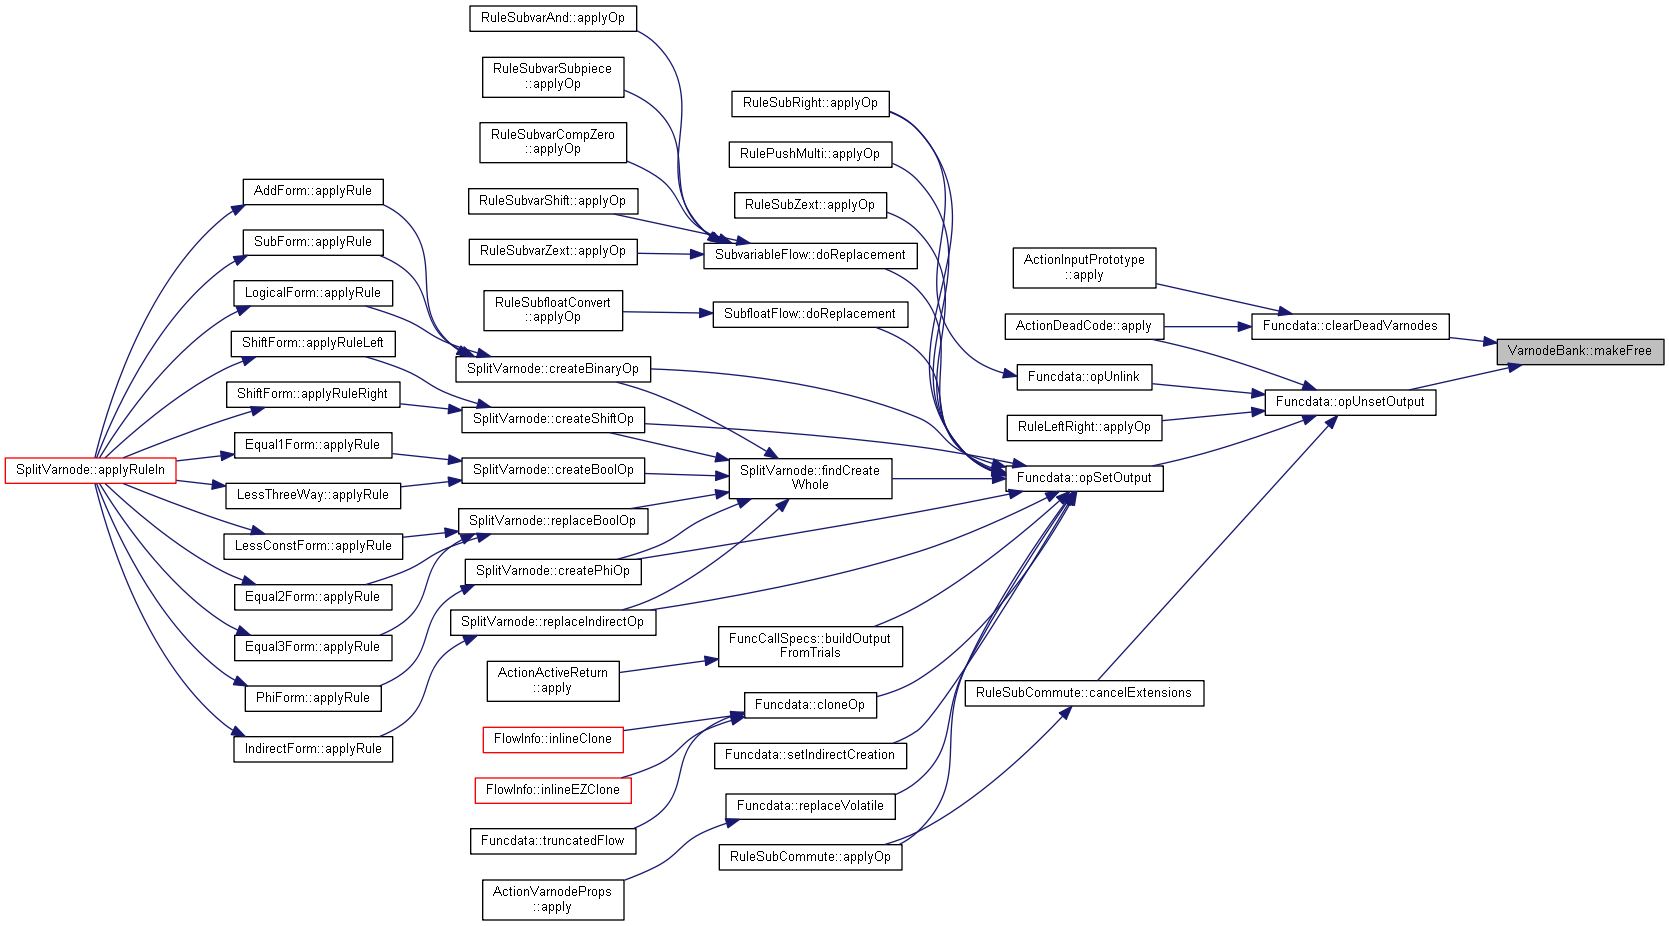 RuleSubvarAnd::applyOp
RuleSubvarSubpiece
::applyOp
RuleSubvarCompZero
::applyOp
RuleSubvarShift::applyOp
RuleSubvarZext::applyOp
RuleSubfloatConvert
::applyOp
RuleSubRight::applyOp
RulePushMulti::applyOp
RuleSubZext::applyOp
SubvariableFlow::doReplacement
SubfloatFlow::doReplacement
AddForm::applyRule
SubForm::applyRule
LogicalForm::applyRule
ShiftForm::applyRuleLeft
ShiftForm::applyRuleRight
Equal1Form::applyRule
SplitVarnode::applyRuleIn
LessThreeWay::applyRule
LessConstForm::applyRule
Equal2Form::applyRule
Equal3Form::applyRule
PhiForm::applyRule
IndirectForm::applyRule
SplitVarnode::createBinaryOp
SplitVarnode::createShiftOp
SplitVarnode::createBoolOp
SplitVarnode::replaceBoolOp
SplitVarnode::createPhiOp
SplitVarnode::replaceIndirectOp
SplitVarnode::findCreate
Whole
ActionInputPrototype
::apply
ActionDeadCode::apply
Funcdata::opUnlink
RuleLeftRight::applyOp
Funcdata::opSetOutput
Funcdata::clearDeadVarnodes
Funcdata::opUnsetOutput
VarnodeBank::makeFree
FuncCallSpecs::buildOutput
FromTrials
ActionActiveReturn
::apply
Funcdata::cloneOp
FlowInfo::inlineClone
Funcdata::setIndirectCreation
FlowInfo::inlineEZClone
Funcdata::replaceVolatile
Funcdata::truncatedFlow
RuleSubCommute::applyOp
ActionVarnodeProps
::apply
RuleSubCommute::cancelExtensions